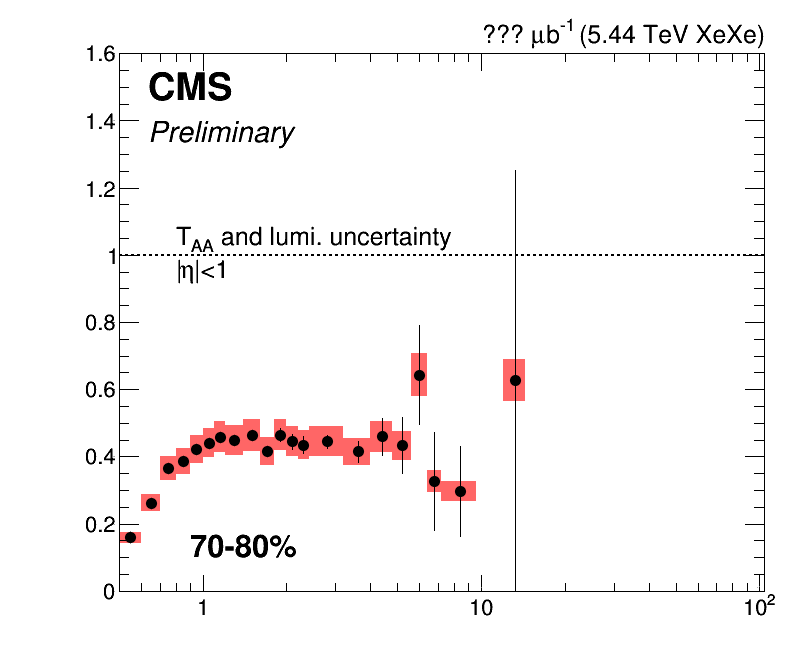 ??? μb⁻¹ (5.44 TeV XeXe)
CMS
Preliminary
T_AA and lumi. uncertainty
|η|<1
70-80%
1.6
1.4
1.2
1
0.8
0.6
0.4
0.2
0
1 10 10²